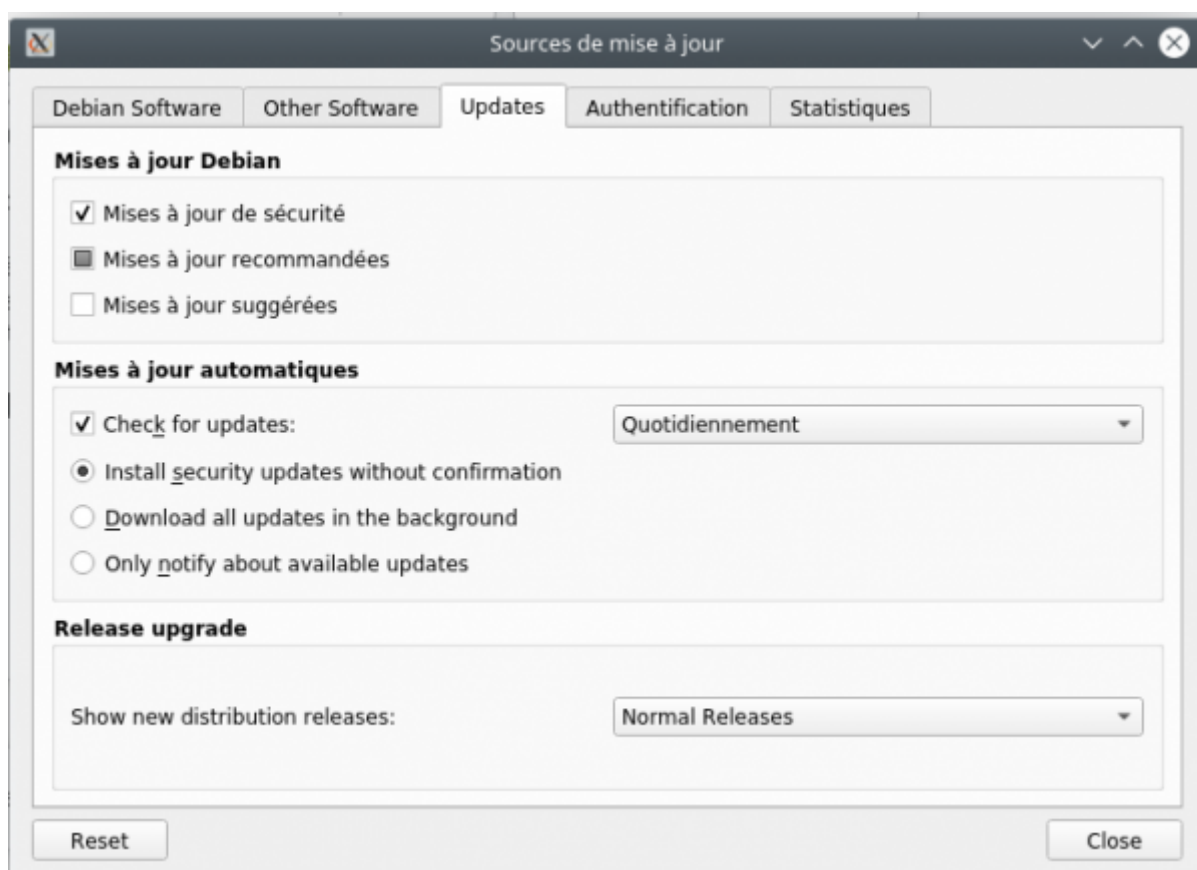 Sources de mise à jour
Debian Software Other Software Updates Authentification Statistiques
Mises à jour Debian
Mises à jour de sécurité
Mises à jour recommandées
Mises à jour suggérées
Mises à jour automatiques
Check for updates: Quotidiennement
Install security updates without confirmation
Download all updates in the background
Only notify about available updates
Release upgrade
Show new distribution releases: Normal Releases
Reset Close